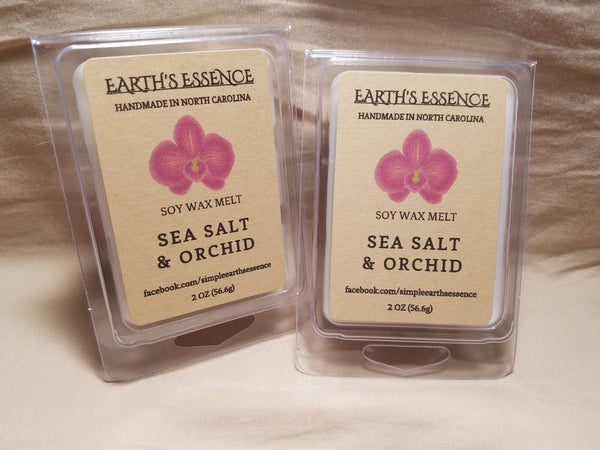 EARTH'S ESSENCE
HANDMADE IN NORTH CAROLINA
SOY WAX MELT
SEA SALT
& ORCHID
facebook.com/simpleearthsessence
2 OZ (56.6g)
EARTH'S ESSENCE
HANDMADE IN NORTH CAROLINA
SOY WAX MELT
SEA SALT
& ORCHID
facebook.com/simpleearthsessence
2 OZ (56.6g)